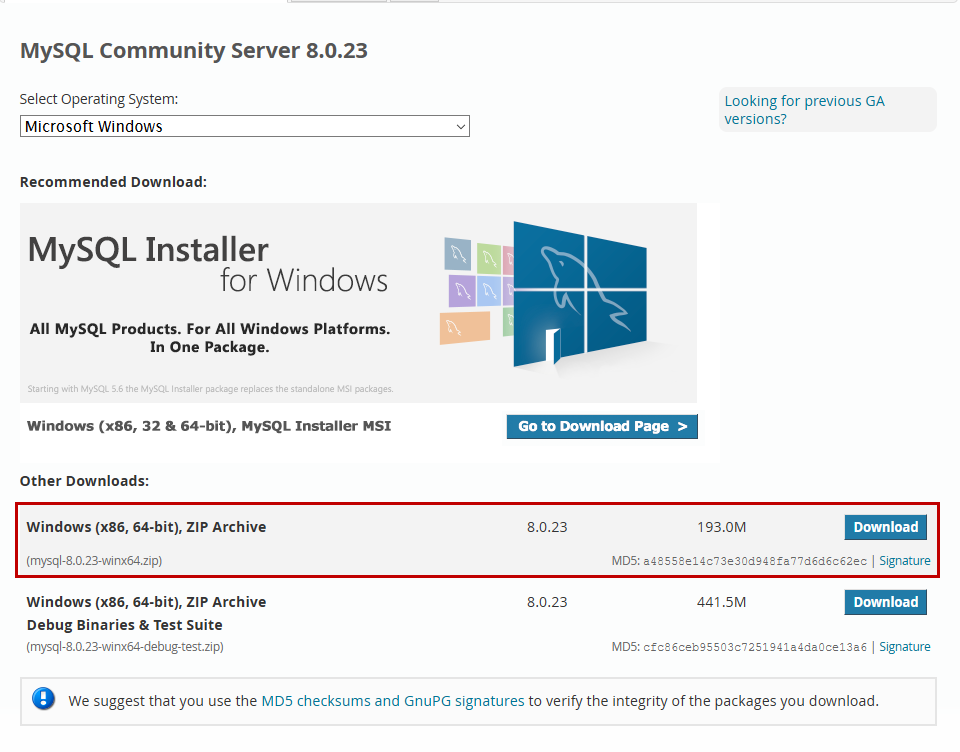 MySQL Community Server 8.0.23
Select Operating System:
Looking for previous GA
versions?
Microsoft Windows
Recommended Download:
MySQL Installer
for Windows
All MySQL Products. For All Windows Platforms.
In One Package.
Starting with MySQL 5.6 the MySQL Installer package replaces the standalone MSI packages.
Windows (x86, 32 & 64-bit), MySQL Installer MSI Go to Download Page >
Other Downloads:
Windows (x86, 64-bit), ZIP Archive 8.0.23 193.0M Download
(mysql-8.0.23-winx64.zip) MD5: a48558e14c73e30d948fa77d6d6c62ec | Signature
Windows (x86, 64-bit), ZIP Archive 8.0.23 441.5M Download
Debug Binaries & Test Suite
(mysql-8.0.23-winx64-debug-test.zip) MD5: cfc86ceb95503c7251941a4da0ce13a6 | Signature
We suggest that you use the MD5 checksums and GnuPG signatures to verify the integrity of the packages you download.